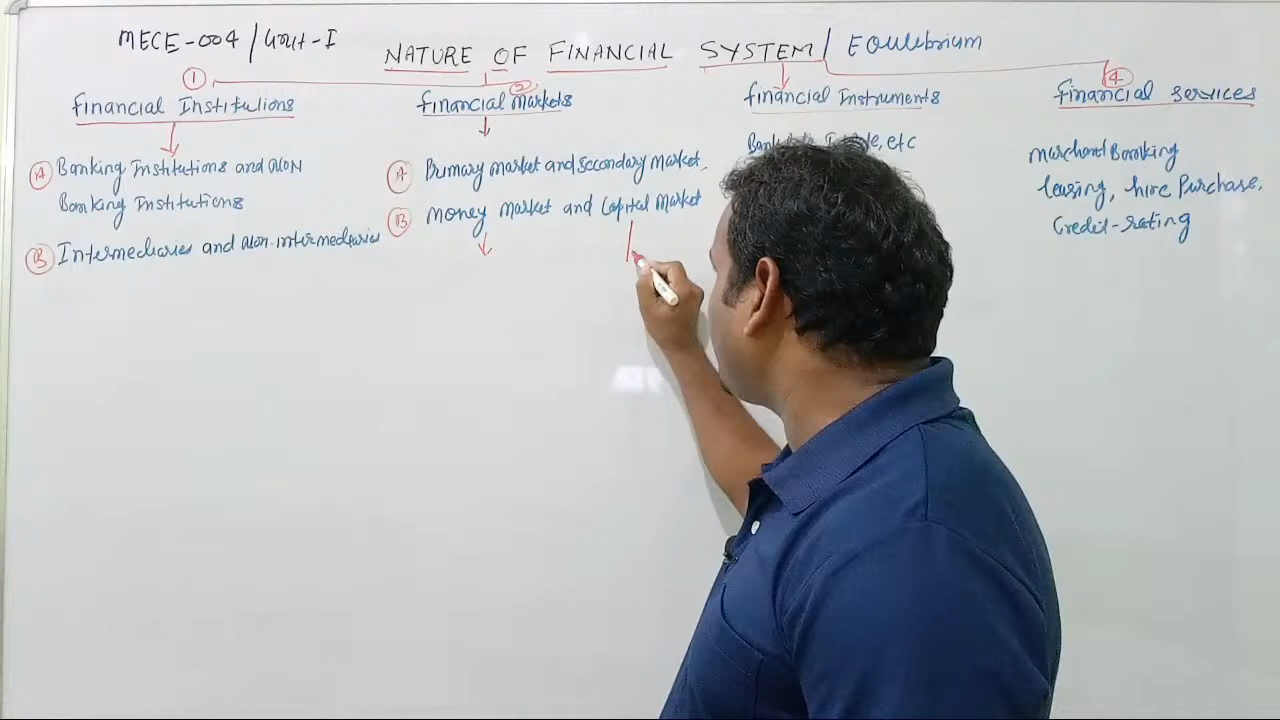 MECE-004 / Unit-I
NATURE OF FINANCIAL SYSTEM / EQuilibrium
①
Financial Institutions
Ⓐ Banking Institutions and NON
Banking Institutions
Ⓑ Intermediaries and Non-intermediaries
②
financial Markets
Ⓐ Primary market and Secondary Market.
Ⓑ money Market and Capital Market
financial Instruments
etc
④
Financial services
Merchant Banking
leasing, hire Purchase,
Credit-rating